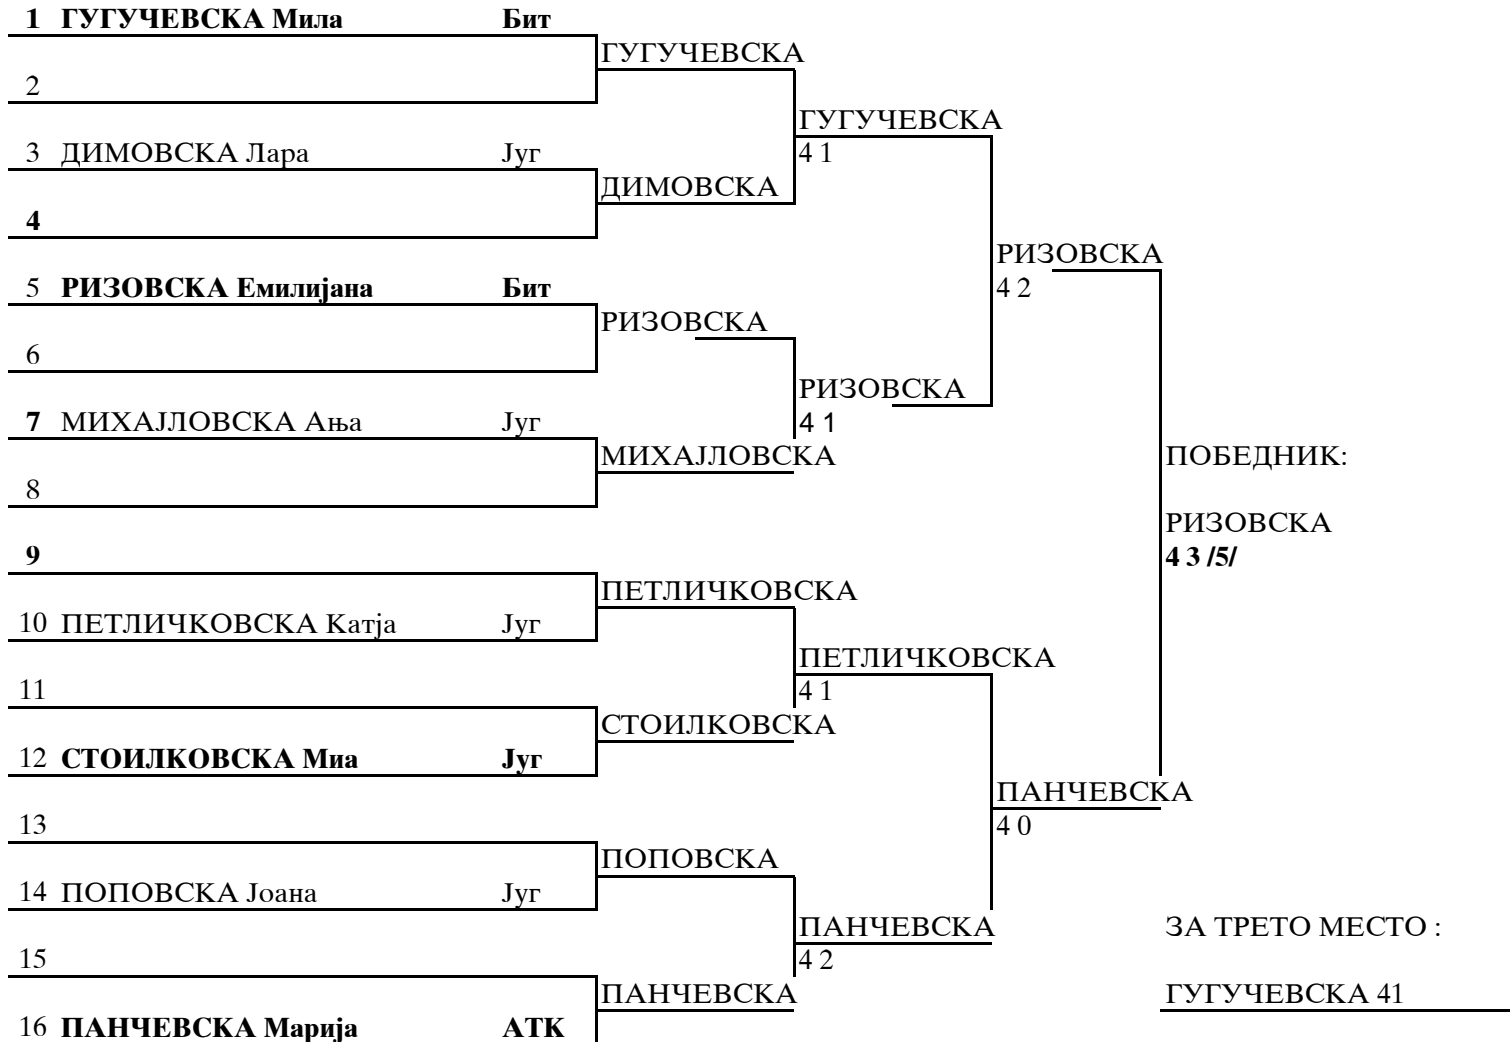 1 ГУГУЧЕВСКА Мила Бит
ГУГУЧЕВСКА
2
ГУГУЧЕВСКА
3 ДИМОВСКА Лара Југ
4 1
ДИМОВСКА
4
РИЗОВСКА
5 РИЗОВСКА Емилијана Бит
4 2
РИЗОВСКА
6
РИЗОВСКА
7 МИХАЈЛОВСКА Ања Југ
4 1
МИХАЈЛОВСКА
ПОБЕДНИК:
8
РИЗОВСКА
9
4 3 /5/
ПЕТЛИЧКОВСКА
10 ПЕТЛИЧКОВСКА Катја Југ
ПЕТЛИЧКОВСКА
11
4 1
СТОИЛКОВСКА
12 СТОИЛКОВСКА Миа Југ
ПАНЧЕВСКА
13
4 0
ПОПОВСКА
14 ПОПОВСКА Јоана Југ
ПАНЧЕВСКА
ЗА ТРЕТО МЕСТО :
15
4 2
ПАНЧЕВСКА
ГУГУЧЕВСКА 41
16 ПАНЧЕВСКА Марија АТК